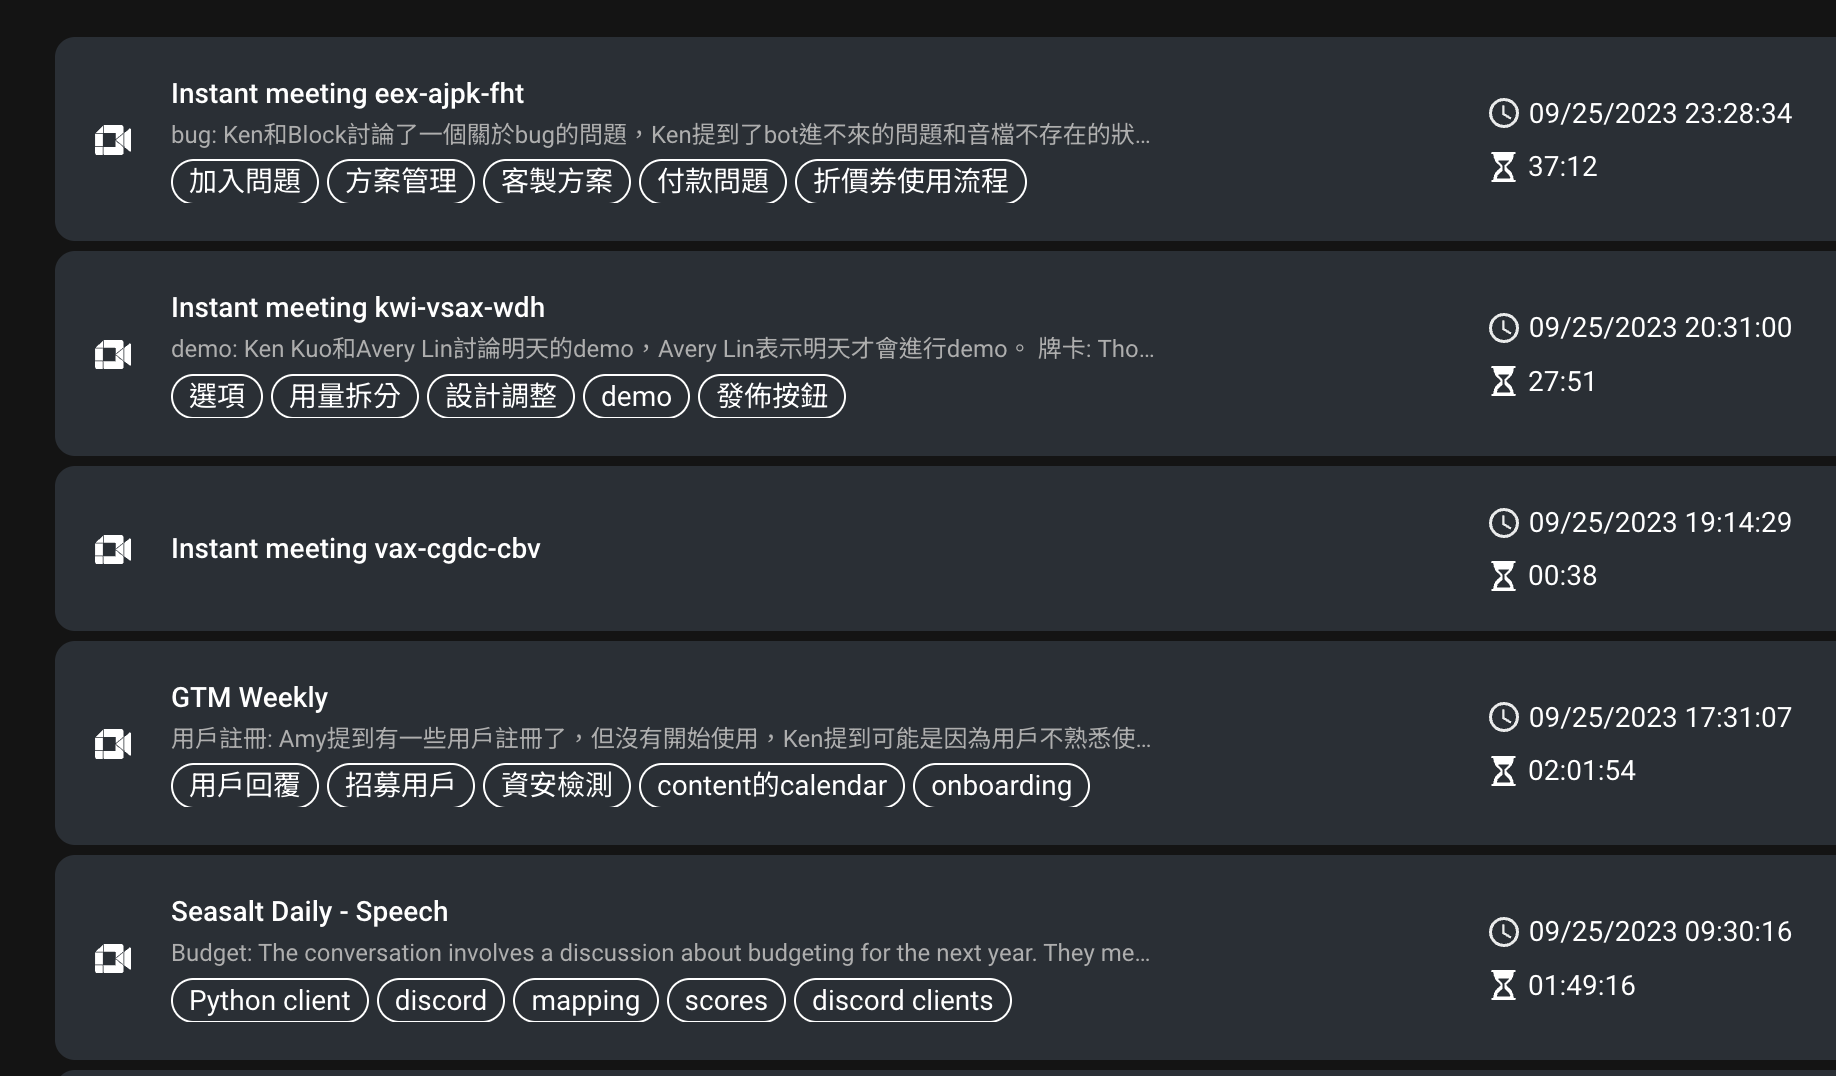 Instant meeting eex-ajpk-fht
bug: Ken和Block討論了一個關於bug的問題，Ken提到了bot進不來的問題和音檔不存在的狀...
加入問題 方案管理 客製方案 付款問題 折價券使用流程
09/25/2023 23:28:34
37:12
Instant meeting kwi-vsax-wdh
demo: Ken Kuo和Avery Lin討論明天的demo，Avery Lin表示明天才會進行demo。 牌卡: Tho...
選項 用量拆分 設計調整 demo 發佈按鈕
09/25/2023 20:31:00
27:51
Instant meeting vax-cgdc-cbv
09/25/2023 19:14:29
00:38
GTM Weekly
用戶註冊: Amy提到有一些用戶註冊了，但沒有開始使用，Ken提到可能是因為用戶不熟悉使...
用戶回覆 招募用戶 資安檢測 content的calendar onboarding
09/25/2023 17:31:07
02:01:54
Seasalt Daily - Speech
Budget: The conversation involves a discussion about budgeting for the next year. They me...
Python client discord mapping scores discord clients
09/25/2023 09:30:16
01:49:16